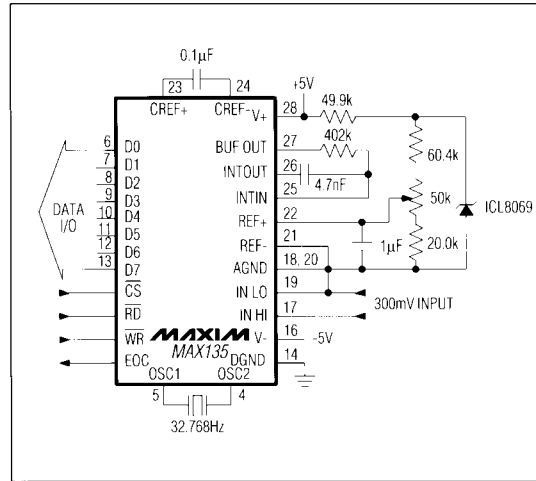 0.1µF
23 24
CREF+ CREF-
+5V
V+ 28 49.9k
BUF OUT 27 402k
60.4k
INTOUT 26
4.7nF
INTIN 25
50k
ICL8069
REF+ 22
1µF
REF- 21
20.0k
AGND 18, 20
IN LO 19
300mV INPUT
IN HI 17
V- 16 -5V
DGND 14
DATA
I/O
6 D0
7 D1
8 D2
9 D3
10 D4
11 D5
12 D6
13 D7
CS
RD
WR
EOC
MAXIM
MAX135
OSC1 OSC2
5 4
32.768Hz